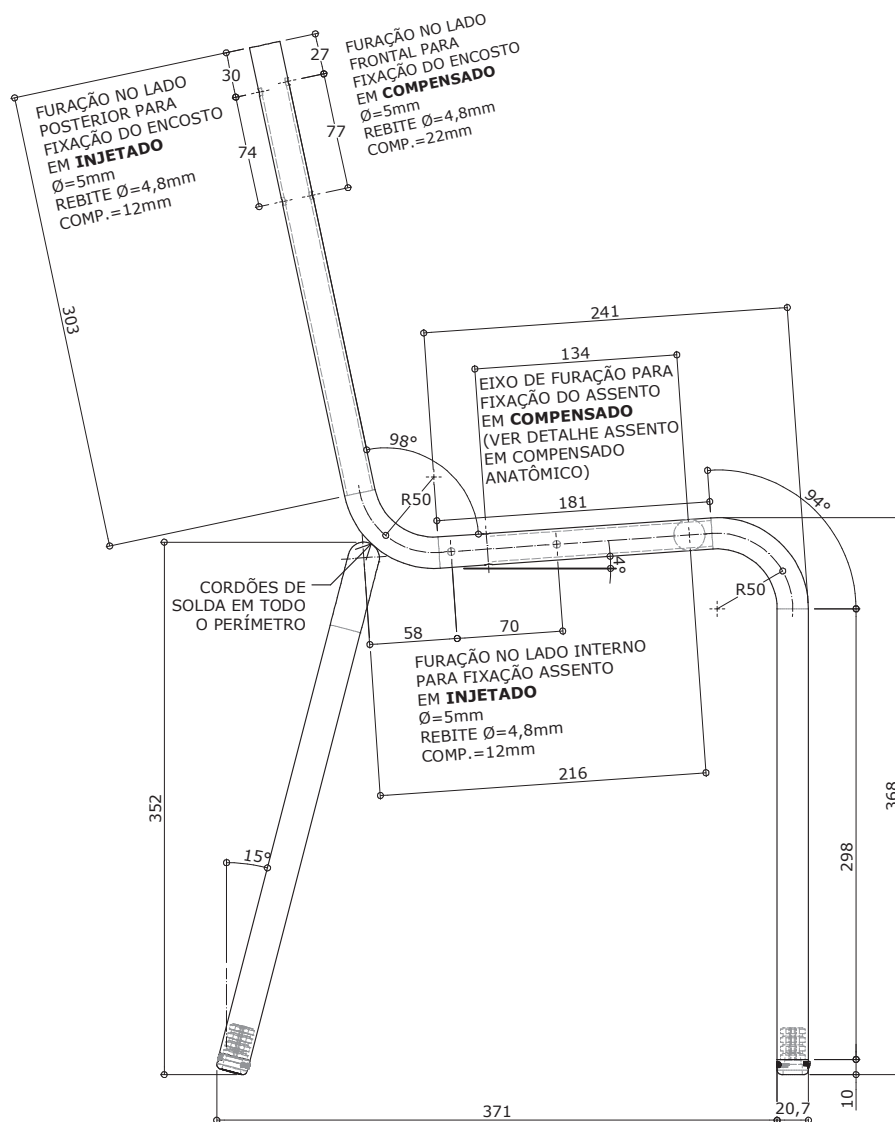 30
27
FURAÇÃO NO LADO
POSTERIOR PARA
FIXAÇÃO DO ENCOSTO
EM INJETADO
Ø=5mm
REBITE Ø=4,8mm
COMP.=12mm
FURAÇÃO NO LADO
FRONTAL PARA
FIXAÇÃO DO ENCOSTO
EM COMPENSADO
Ø=5mm
REBITE Ø=4,8mm
COMP.=22mm
74
77
303
241
134
EIXO DE FURAÇÃO PARA
FIXAÇÃO DO ASSENTO
EM COMPENSADO
(VER DETALHE ASSENTO
EM COMPENSADO
ANATÔMICO)
98°
R50
181
94°
4°
R50
CORDÕES DE
SOLDA EM TODO
O PERÍMETRO
58
70
FURAÇÃO NO LADO INTERNO
PARA FIXAÇÃO ASSENTO
EM INJETADO
Ø=5mm
REBITE Ø=4,8mm
COMP.=12mm
216
352
368
298
15°
10
371
20,7